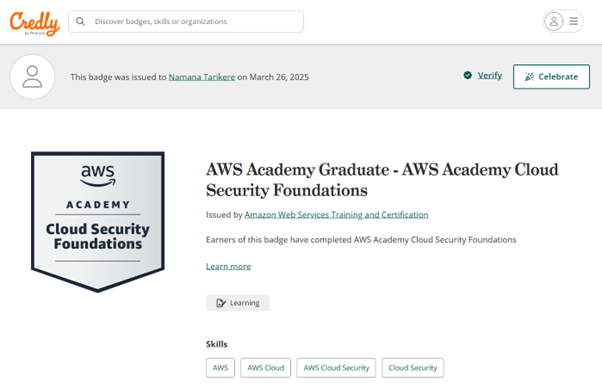 Credly
by Pearson
Discover badges, skills or organizations
This badge was issued to Namana Tarikere on March 26, 2025
Verify
Celebrate
aws
ACADEMY
Cloud Security
Foundations
AWS Academy Graduate - AWS Academy Cloud
Security Foundations
Issued by Amazon Web Services Training and Certification
Earners of this badge have completed AWS Academy Cloud Security Foundations
Learn more
Learning
Skills
AWS
AWS Cloud
AWS Cloud Security
Cloud Security